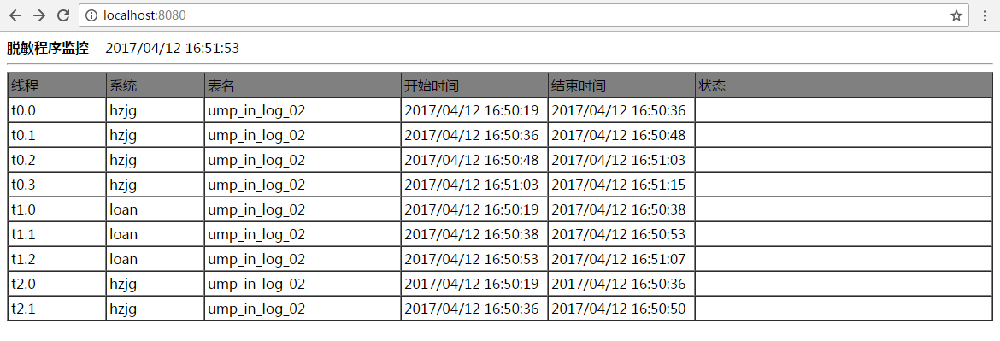 localhost:8080
脱敏程序监控 2017/04/12 16:51:53
线程 系统 表名 开始时间 结束时间 状态
t0.0 hzjg ump_in_log_02 2017/04/12 16:50:19 2017/04/12 16:50:36
t0.1 hzjg ump_in_log_02 2017/04/12 16:50:36 2017/04/12 16:50:48
t0.2 hzjg ump_in_log_02 2017/04/12 16:50:48 2017/04/12 16:51:03
t0.3 hzjg ump_in_log_02 2017/04/12 16:51:03 2017/04/12 16:51:15
t1.0 loan ump_in_log_02 2017/04/12 16:50:19 2017/04/12 16:50:38
t1.1 loan ump_in_log_02 2017/04/12 16:50:38 2017/04/12 16:50:53
t1.2 loan ump_in_log_02 2017/04/12 16:50:53 2017/04/12 16:51:07
t2.0 hzjg ump_in_log_02 2017/04/12 16:50:19 2017/04/12 16:50:36
t2.1 hzjg ump_in_log_02 2017/04/12 16:50:36 2017/04/12 16:50:50